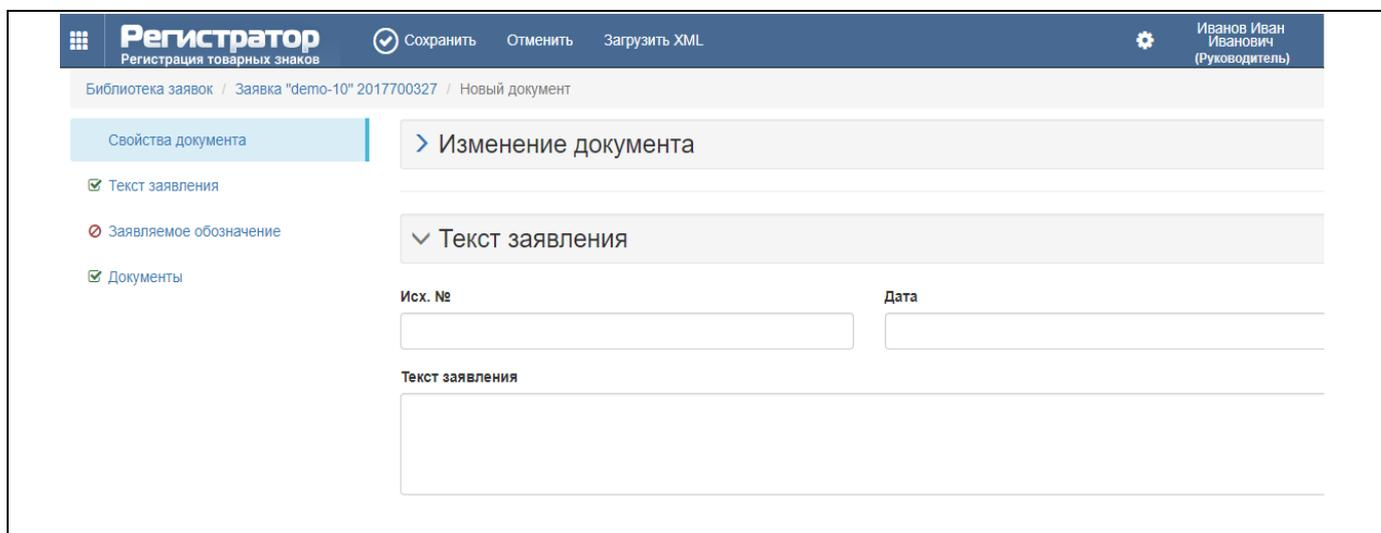 Регистратор
Регистрация товарных знаков
Сохранить Отменить Загрузить XML
Иванов Иван
Иванович
(Руководитель)
Библиотека заявок / Заявка "demo-10" 2017700327 / Новый документ
Свойства документа
Текст заявления
Заявляемое обозначение
Документы
Изменение документа
Текст заявления
Исх. № Дата
Текст заявления